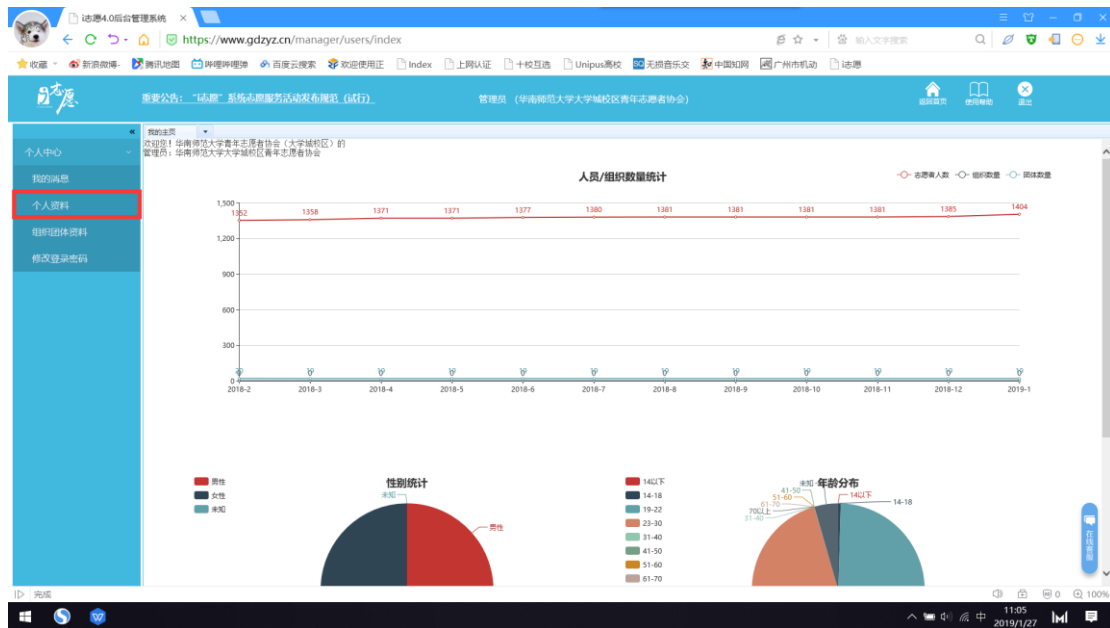 i志愿4.0后台管理系统
https://www.gdzyz.cn/manager/users/index
输入文字搜索
收藏 新浪微博- 腾讯地图 哔哩哔哩弹 百度云搜索 欢迎使用正 Index 上网认证 十校互选 Unipus高校 无损音乐交 中国知网 广州市机动 i志愿
i志愿
重要公告：“i志愿”系统志愿服务活动发布规范（试行）
管理员 （华南师范大学大学城校区青年志愿者协会）
返回首页 使用帮助 退出
我的主页
欢迎您！华南师范大学青年志愿者协会（大学城校区）的
管理员：华南师范大学大学城校区青年志愿者协会
个人中心
我的消息
个人资料
组织团体资料
修改登录密码
人员/组织数量统计
志愿者人数 组织数量 团体数量
1,500
1352 1358 1371 1371 1377 1380 1381 1381 1381 1381 1385 1404
1,200
900
600
300
0
2018-2 2018-3 2018-4 2018-5 2018-6 2018-7 2018-8 2018-9 2018-10 2018-11 2018-12 2019-1
性别统计
男性
女性
未知
未知
男性
年龄分布
14以下
14-18
19-22
23-30
31-40
41-50
51-60
61-70
未知
41-50
51-60
61-70
70以上
31-40
14以下
14-18
在线客服
完成
0 100%
中
11:05
2019/1/27